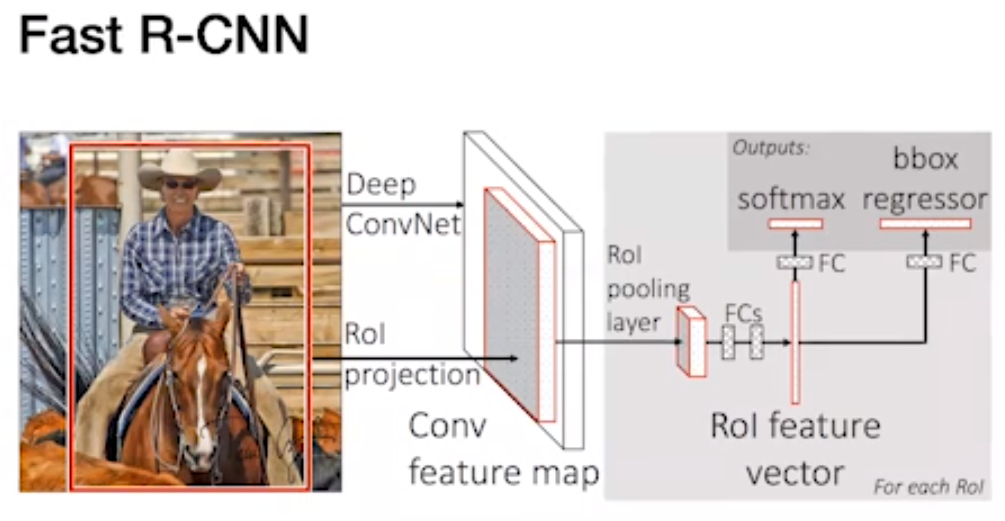 Fast R-CNN
Deep
ConvNet
RoI
projection
Conv
feature map
RoI
pooling
layer
FCs
RoI feature
vector
Outputs:
softmax
bbox
regressor
FC
FC
For each RoI